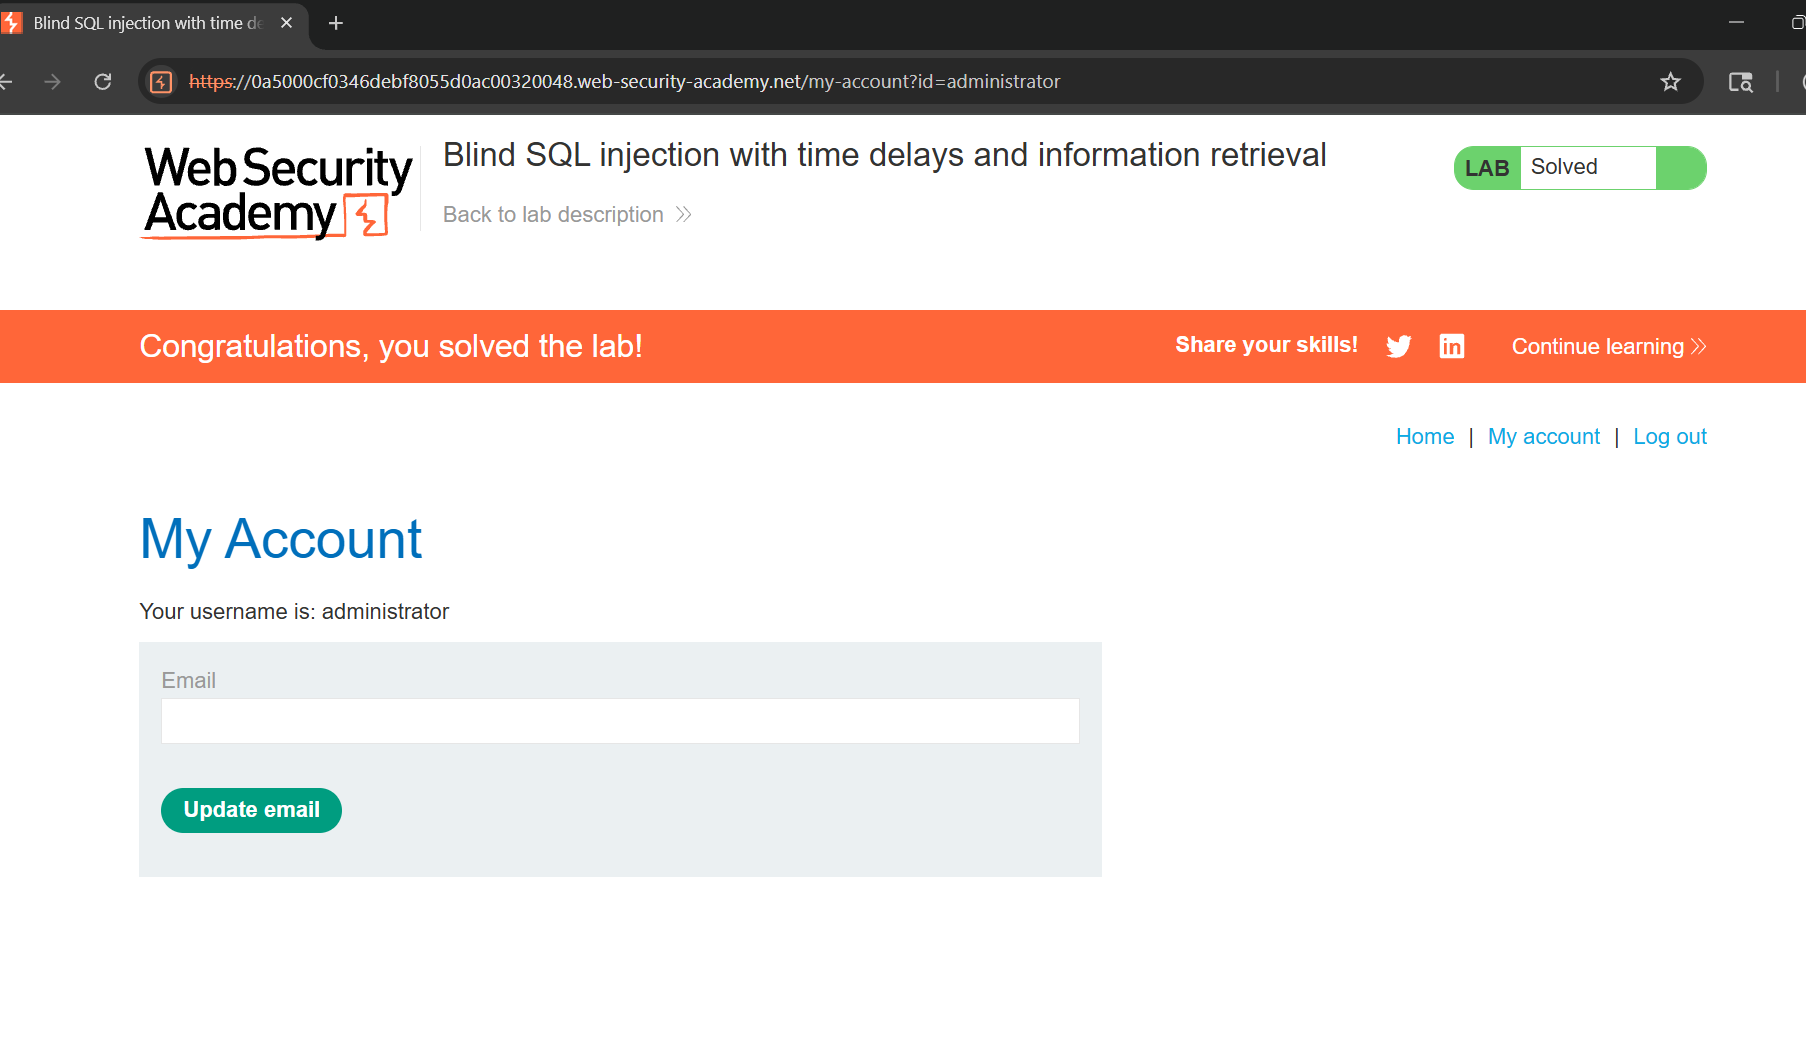 Blind SQL injection with time de
https://0a5000cf0346debf8055d0ac00320048.web-security-academy.net/my-account?id=administrator
WebSecurity
Academy
Blind SQL injection with time delays and information retrieval
Back to lab description
LAB Solved
Congratulations, you solved the lab!
Share your skills!
Continue learning
Home | My account | Log out
My Account
Your username is: administrator
Email
Update email